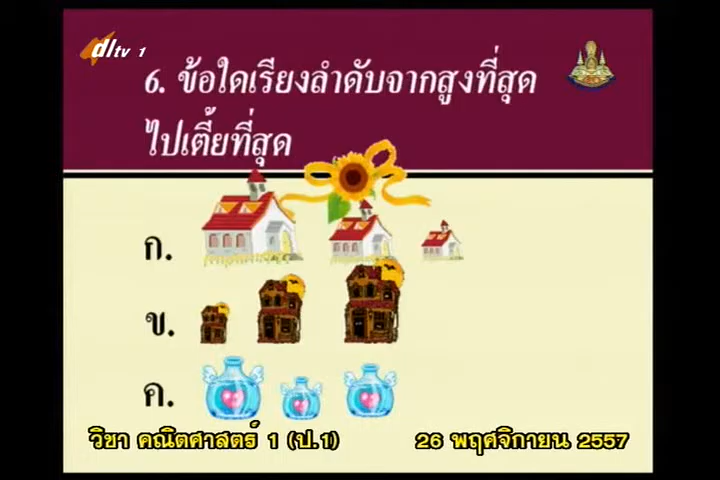 dltv 1
6. ข้อใดเรียงลำดับจากสูงที่สุด
ไปเตี้ยที่สุด
ก.
ข.
ค.
วิชา คณิตศาสตร์ 1 (ป.1)
26 พฤศจิกายน 2557